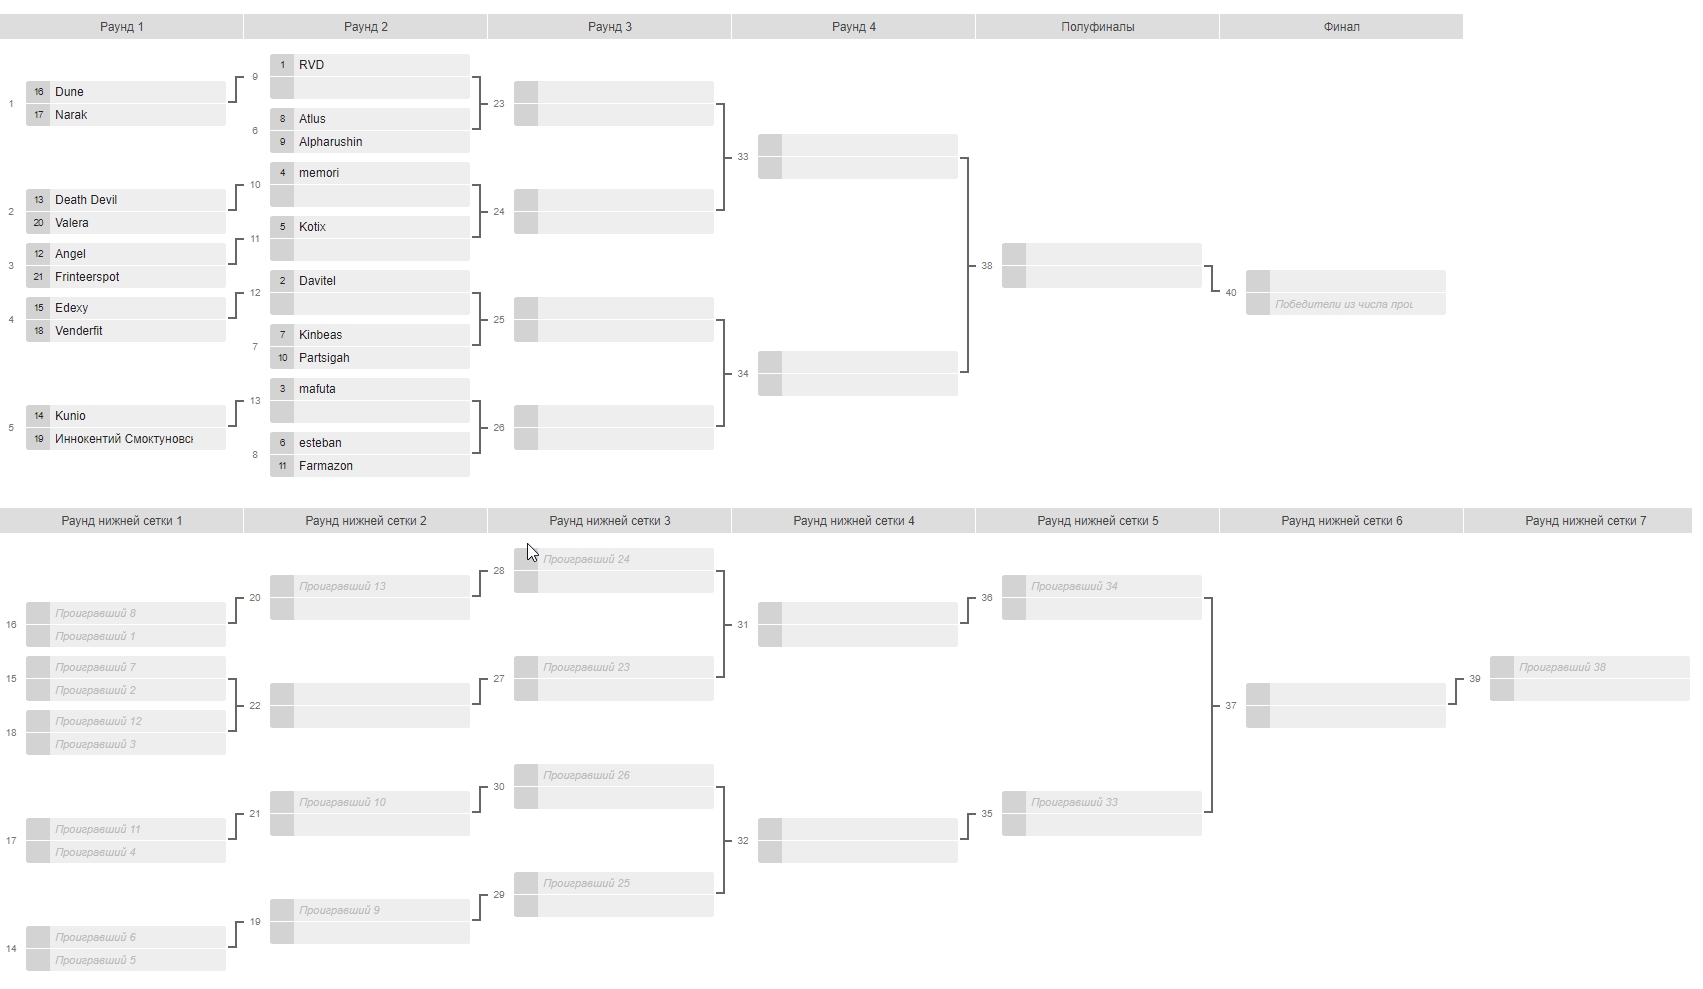 Раунд 1
Раунд 2
Раунд 3
Раунд 4
Полуфиналы
Финал
1
16 Dune
17 Narak
2
13 Death Devil
20 Valera
3
12 Angel
21 Frinteerspot
4
15 Edexy
18 Venderfit
5
14 Kunio
19 Иннокентий Смоктуновск
9
1 RVD
6
8 Atlus
9 Alpharushin
10
4 memori
11
5 Kotix
12
2 Davitel
7
7 Kinbeas
10 Partsigah
13
3 mafuta
8
6 esteban
11 Farmazon
23
24
25
26
33
34
38
40
Победители из числа прои
Раунд нижней сетки 1
Раунд нижней сетки 2
Раунд нижней сетки 3
Раунд нижней сетки 4
Раунд нижней сетки 5
Раунд нижней сетки 6
Раунд нижней сетки 7
16
Проигравший 8
Проигравший 1
15
Проигравший 7
Проигравший 2
18
Проигравший 12
Проигравший 3
17
Проигравший 11
Проигравший 4
14
Проигравший 6
Проигравший 5
20
Проигравший 13
22
21
Проигравший 10
19
Проигравший 9
28
Проигравший 24
27
Проигравший 23
30
Проигравший 26
29
Проигравший 25
31
32
36
Проигравший 34
35
Проигравший 33
37
39
Проигравший 38